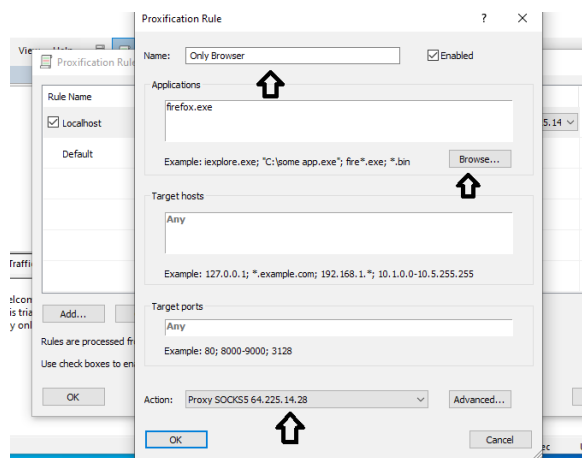 Proxification Rule
?
Name: Only Browser
Enabled
View Help
Proxification Rule
Applications
firefox.exe
Rule Name
Localhost
5.14
Default
Example: iexplore.exe; "C:\some app.exe"; fire*.exe; *.bin
Browse...
Target hosts
Any
Example: 127.0.0.1; *.example.com; 192.168.1.*; 10.1.0.0-10.5.255.255
Target ports
Any
Add...
Example: 80; 8000-9000; 3128
Rules are processed
Use check boxes to
Action: Proxy SOCKS5 64.225.14.28
Advanced...
OK
OK
Cancel